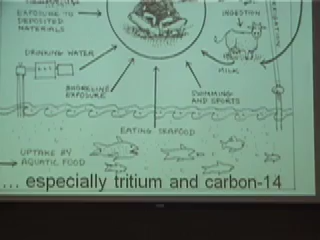 EXPOSURE TO
DEPOSITED
MATERIALS
INGESTION
DRINKING WATER
MILK
SHORELINE
EXPOSURE
SWIMMING
AND SPORTS
EATING SEAFOOD
UPTAKE BY
AQUATIC FOOD
... especially tritium and carbon-14